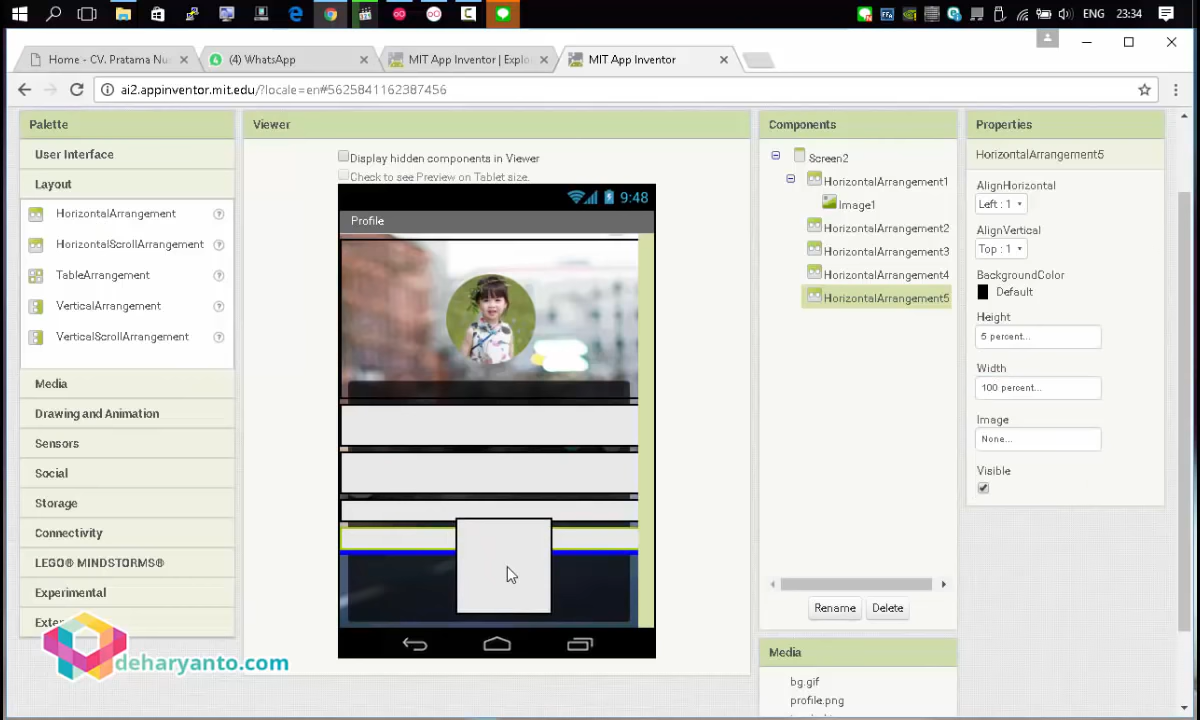 ENG 23:34
Home - CV. Pratama Nu
(4) WhatsApp
MIT App Inventor | Explo
MIT App Inventor
ai2.appinventor.mit.edu/?locale=en#5625841162387456
Palette
User Interface
Layout
HorizontalArrangement
HorizontalScrollArrangement
TableArrangement
VerticalArrangement
VerticalScrollArrangement
Media
Drawing and Animation
Sensors
Social
Storage
Connectivity
LEGO® MINDSTORMS®
Experimental
deharyanto.com
Viewer
Display hidden components in Viewer
Check to see Preview on Tablet size.
9:48
Profile
Components
Screen2
HorizontalArrangement1
Image1
HorizontalArrangement2
HorizontalArrangement3
HorizontalArrangement4
HorizontalArrangement5
Rename Delete
Media
bg.gif
profile.png
Properties
HorizontalArrangement5
AlignHorizontal
Left : 1
AlignVertical
Top : 1
BackgroundColor
Default
Height
5 percent...
Width
100 percent...
Image
None...
Visible